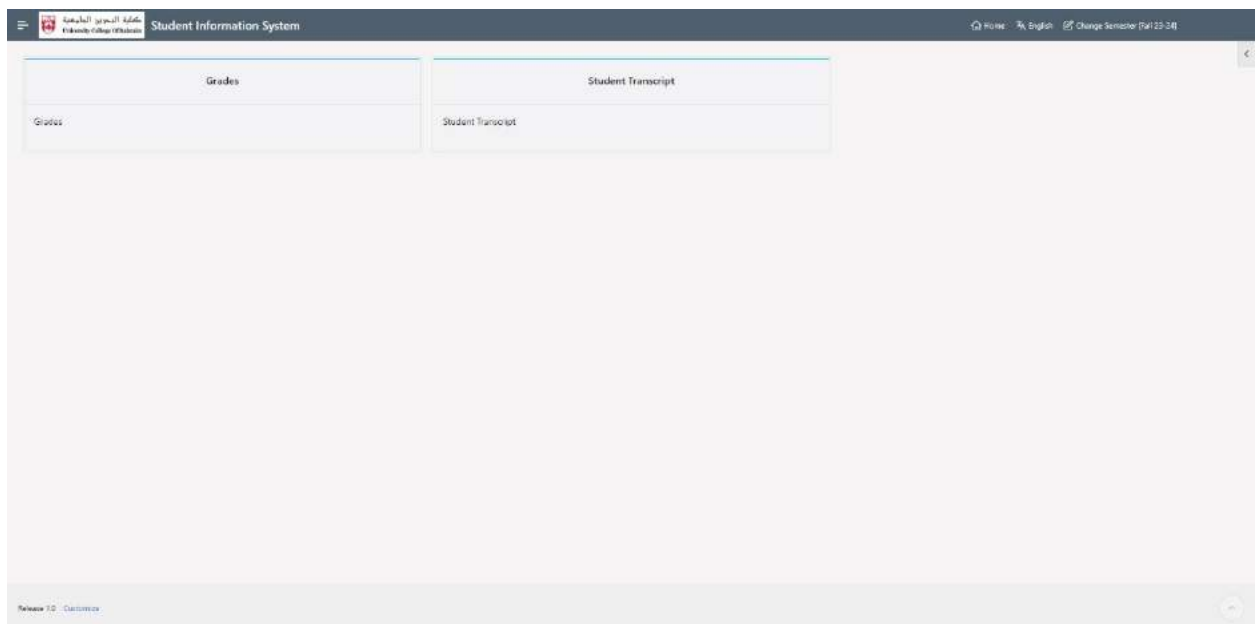 Student Information System
Home English Change Semester [Fall 23-24]
Grades
Student Transcript
Grades
Student Transcript
Release 1.0 Customize